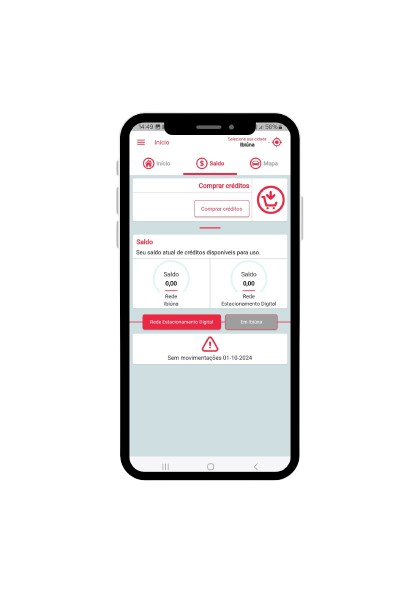 14:49
56%
Início
Selecione sua cidade
Ibiúna
Início
Saldo
Mapa
Comprar créditos
Comprar créditos
Saldo
Seu saldo atual de créditos disponíveis para uso.
Saldo
0,00
Rede
Ibiúna
Saldo
0,00
Rede
Estacionamento Digital
Rede Estacionamento Digital
Em Ibiúna
Sem movimentações 01-10-2024